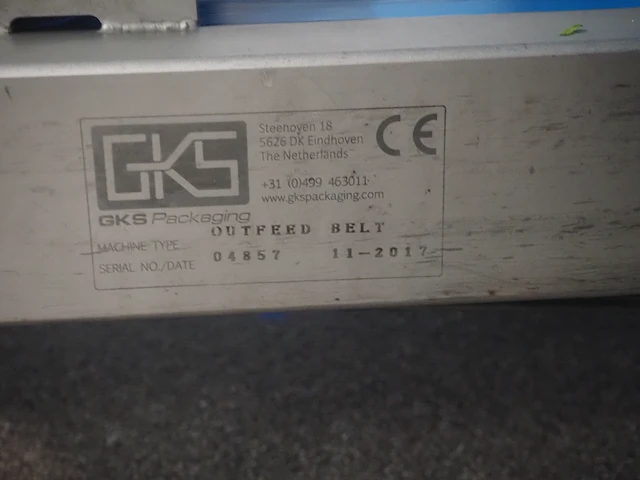 GKS
GKS Packaging
Steenoven 18
5626 DK Eindhoven
The Netherlands
+31 (0)499 463011
www.gkspackaging.com
CE
MACHINE TYPE OUTFEED BELT
SERIAL NO./DATE 04857 11-2017